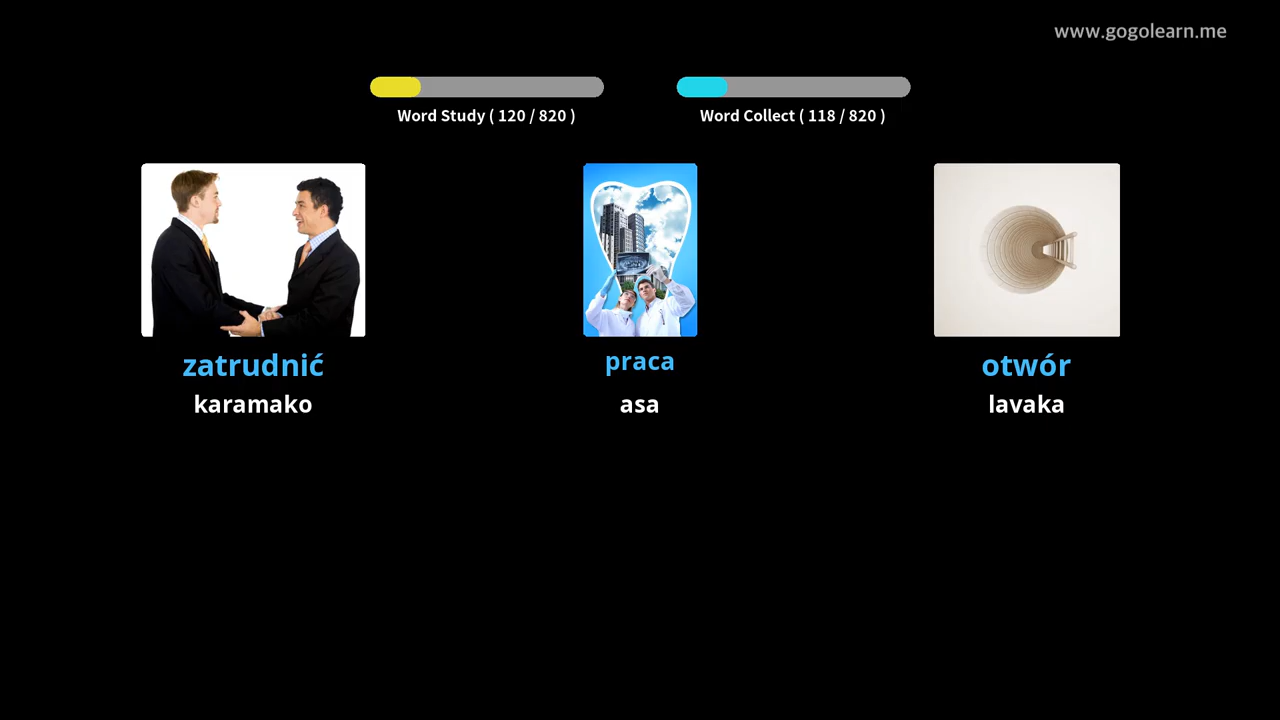 www.gogolearn.me
Word Study ( 120 / 820 )
Word Collect ( 118 / 820 )
zatrudnić
karamako
praca
asa
otwór
lavaka